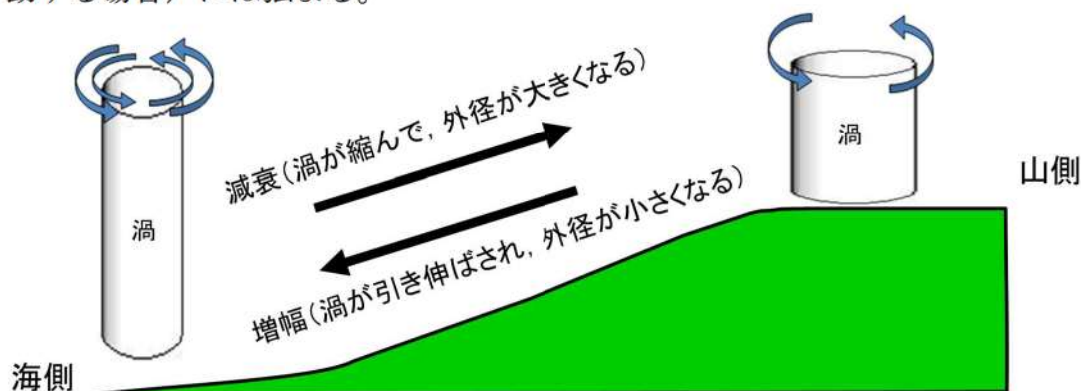 渦
渦
減衰(渦が縮んで, 外径が大きくなる)
増幅(渦が引き伸ばされ, 外径が小さくなる)
山側
海側